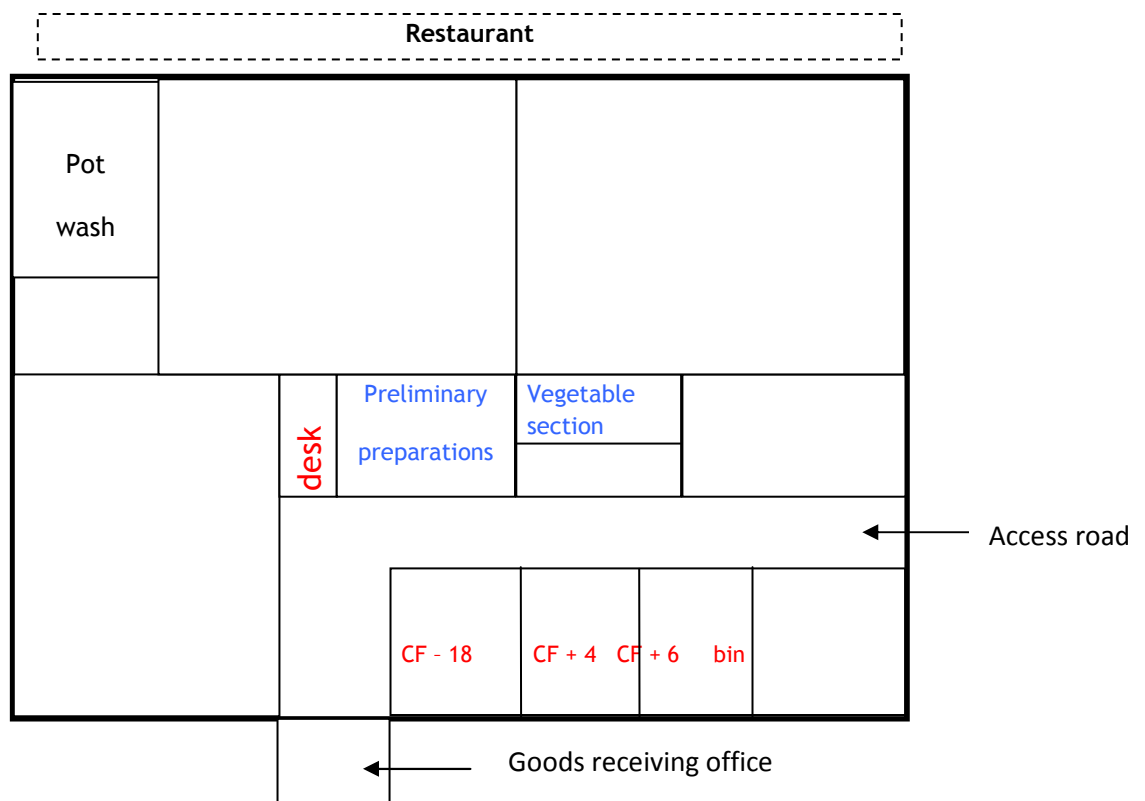 Restaurant
Pot
wash
desk
Preliminary
preparations
Vegetable
section
Access road
CF - 18
CF + 4
CF + 6
bin
Goods receiving office